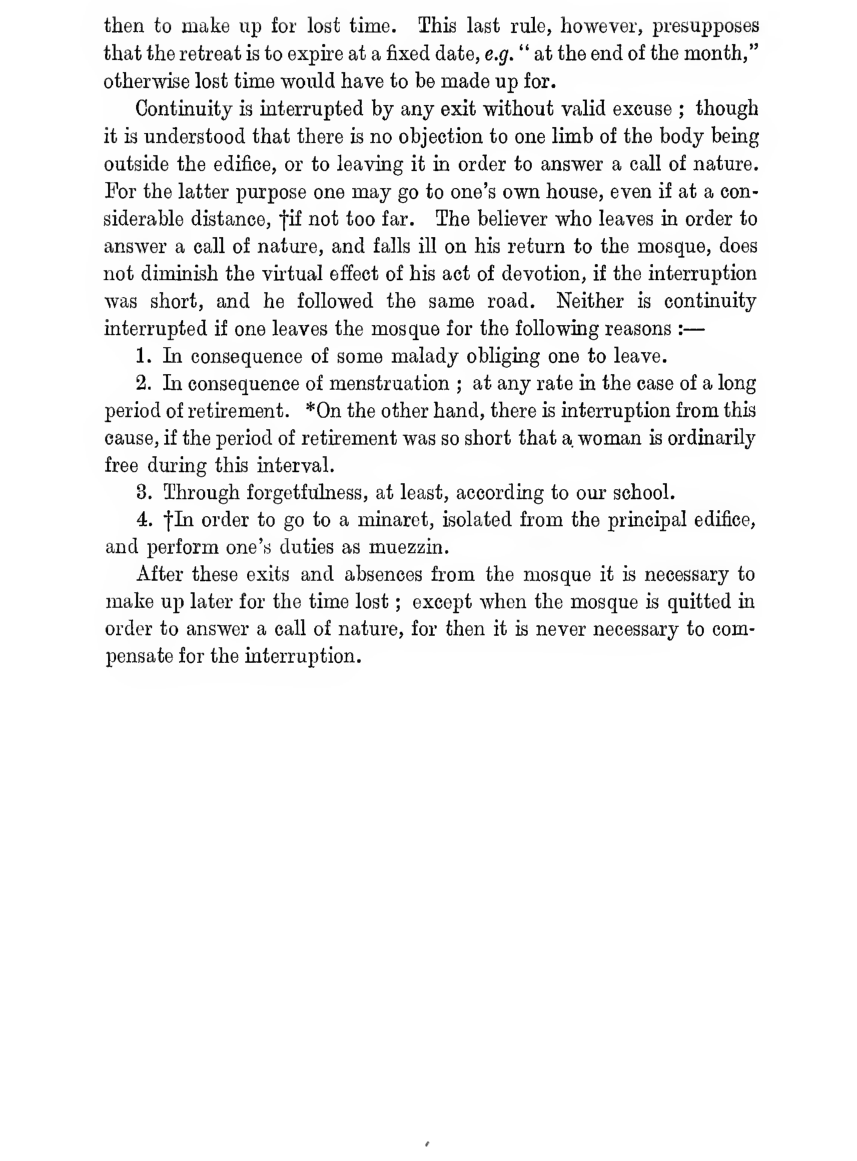 then to make up for lost time. This last rule, however, presupposes
that the retreat is to expire at a fixed date, e.g. “ at the end of the month,”
otherwise lost time would have to be made up for.
Continuity is interrupted by any exit without valid excuse ; though
it is understood that there is no objection to one limb of the body being
outside the edifice, or to leaving it in order to answer a call of nature.
For the latter purpose one may go to one’s own house, even if at a con-
siderable distance, †if not too far. The believer who leaves in order to
answer a call of nature, and falls ill on his return to the mosque, does
not diminish the virtual effect of his act of devotion, if the interruption
was short, and he followed the same road. Neither is continuity
interrupted if one leaves the mosque for the following reasons :—
1. In consequence of some malady obliging one to leave.
2. In consequence of menstruation ; at any rate in the case of a long
period of retirement. *On the other hand, there is interruption from this
cause, if the period of retirement was so short that a woman is ordinarily
free during this interval.
3. Through forgetfulness, at least, according to our school.
4. †In order to go to a minaret, isolated from the principal edifice,
and perform one’s duties as muezzin.
After these exits and absences from the mosque it is necessary to
make up later for the time lost ; except when the mosque is quitted in
order to answer a call of nature, for then it is never necessary to com-
pensate for the interruption.